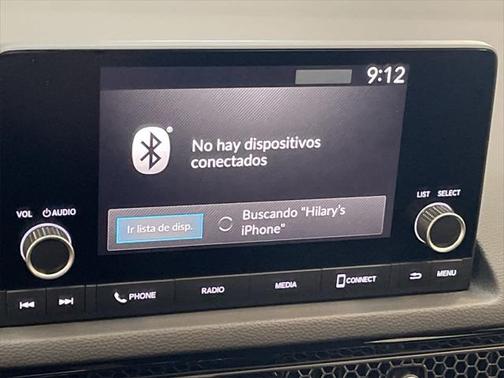 9:12
No hay dispositivos
conectados
Ir lista de disp.
Buscando "Hilary's
iPhone"
VOL AUDIO
LIST SELECT
PHONE
RADIO
MEDIA
CONNECT
MENU